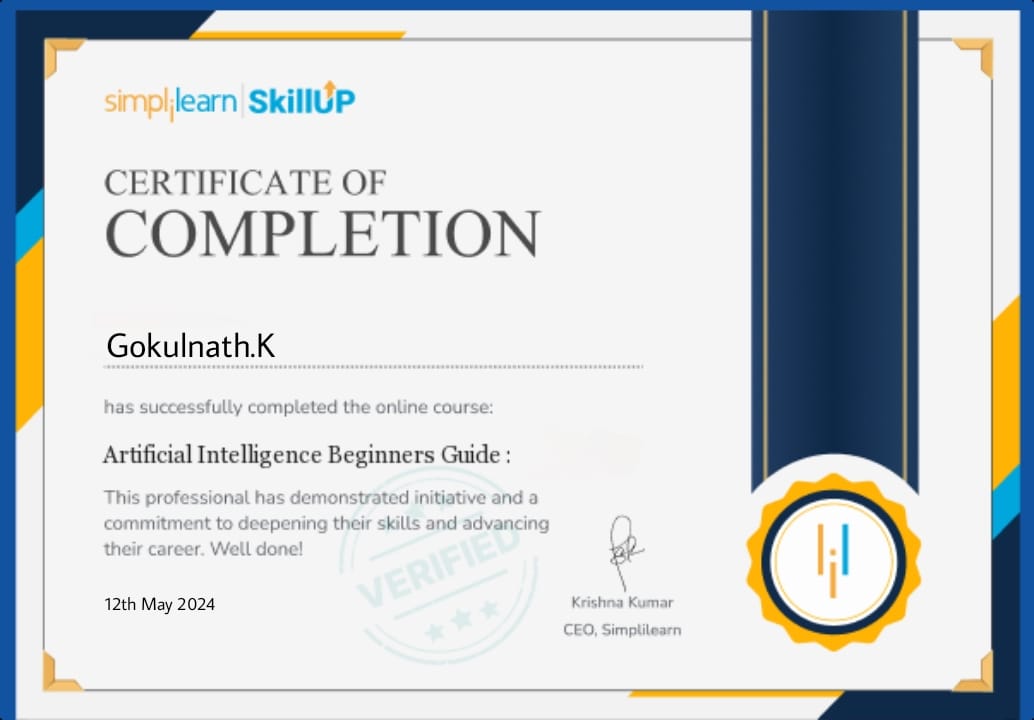 simplilearn | SkillUP
CERTIFICATE OF
COMPLETION
Gokulnath.K
has successfully completed the online course:
Artificial Intelligence Beginners Guide :
This professional has demonstrated initiative and a
commitment to deepening their skills and advancing
their career. Well done!
VERIFIED
12th May 2024
Krishna Kumar
CEO, Simplilearn